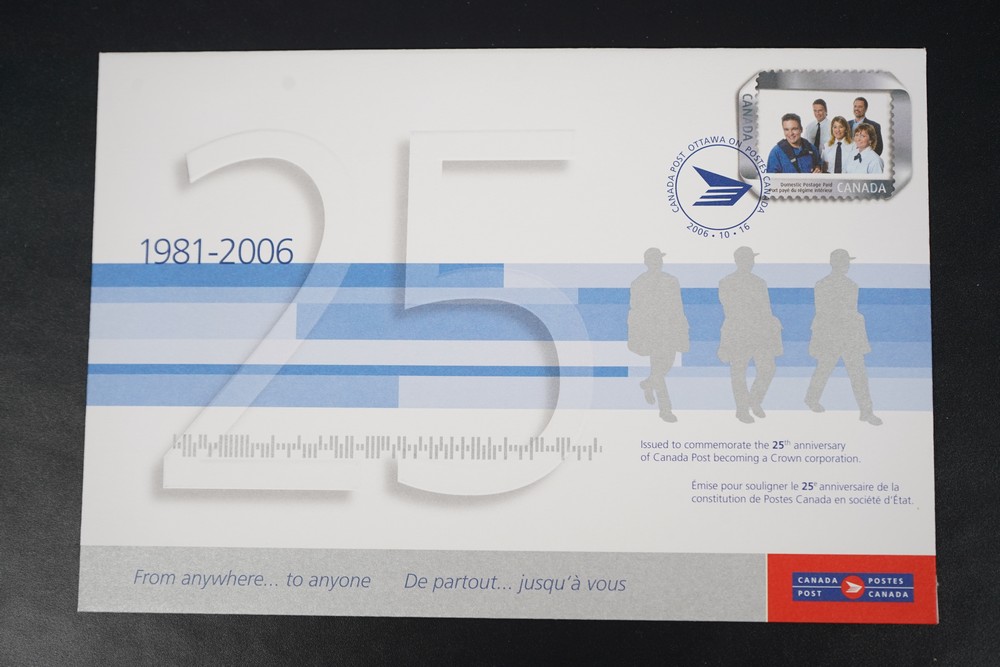 25
1981-2006
CANADA
Domestic Postage Paid
Port payé du régime intérieur
CANADA
CANADA POST OTTAWA ON POSTES CANADA
2006 • 10 • 16
Issued to commemorate the 25th anniversary
of Canada Post becoming a Crown corporation.
Émise pour souligner le 25e anniversaire de la
constitution de Postes Canada en société d'État.
From anywhere... to anyone De partout... jusqu'à vous
CANADA POSTES
POST CANADA